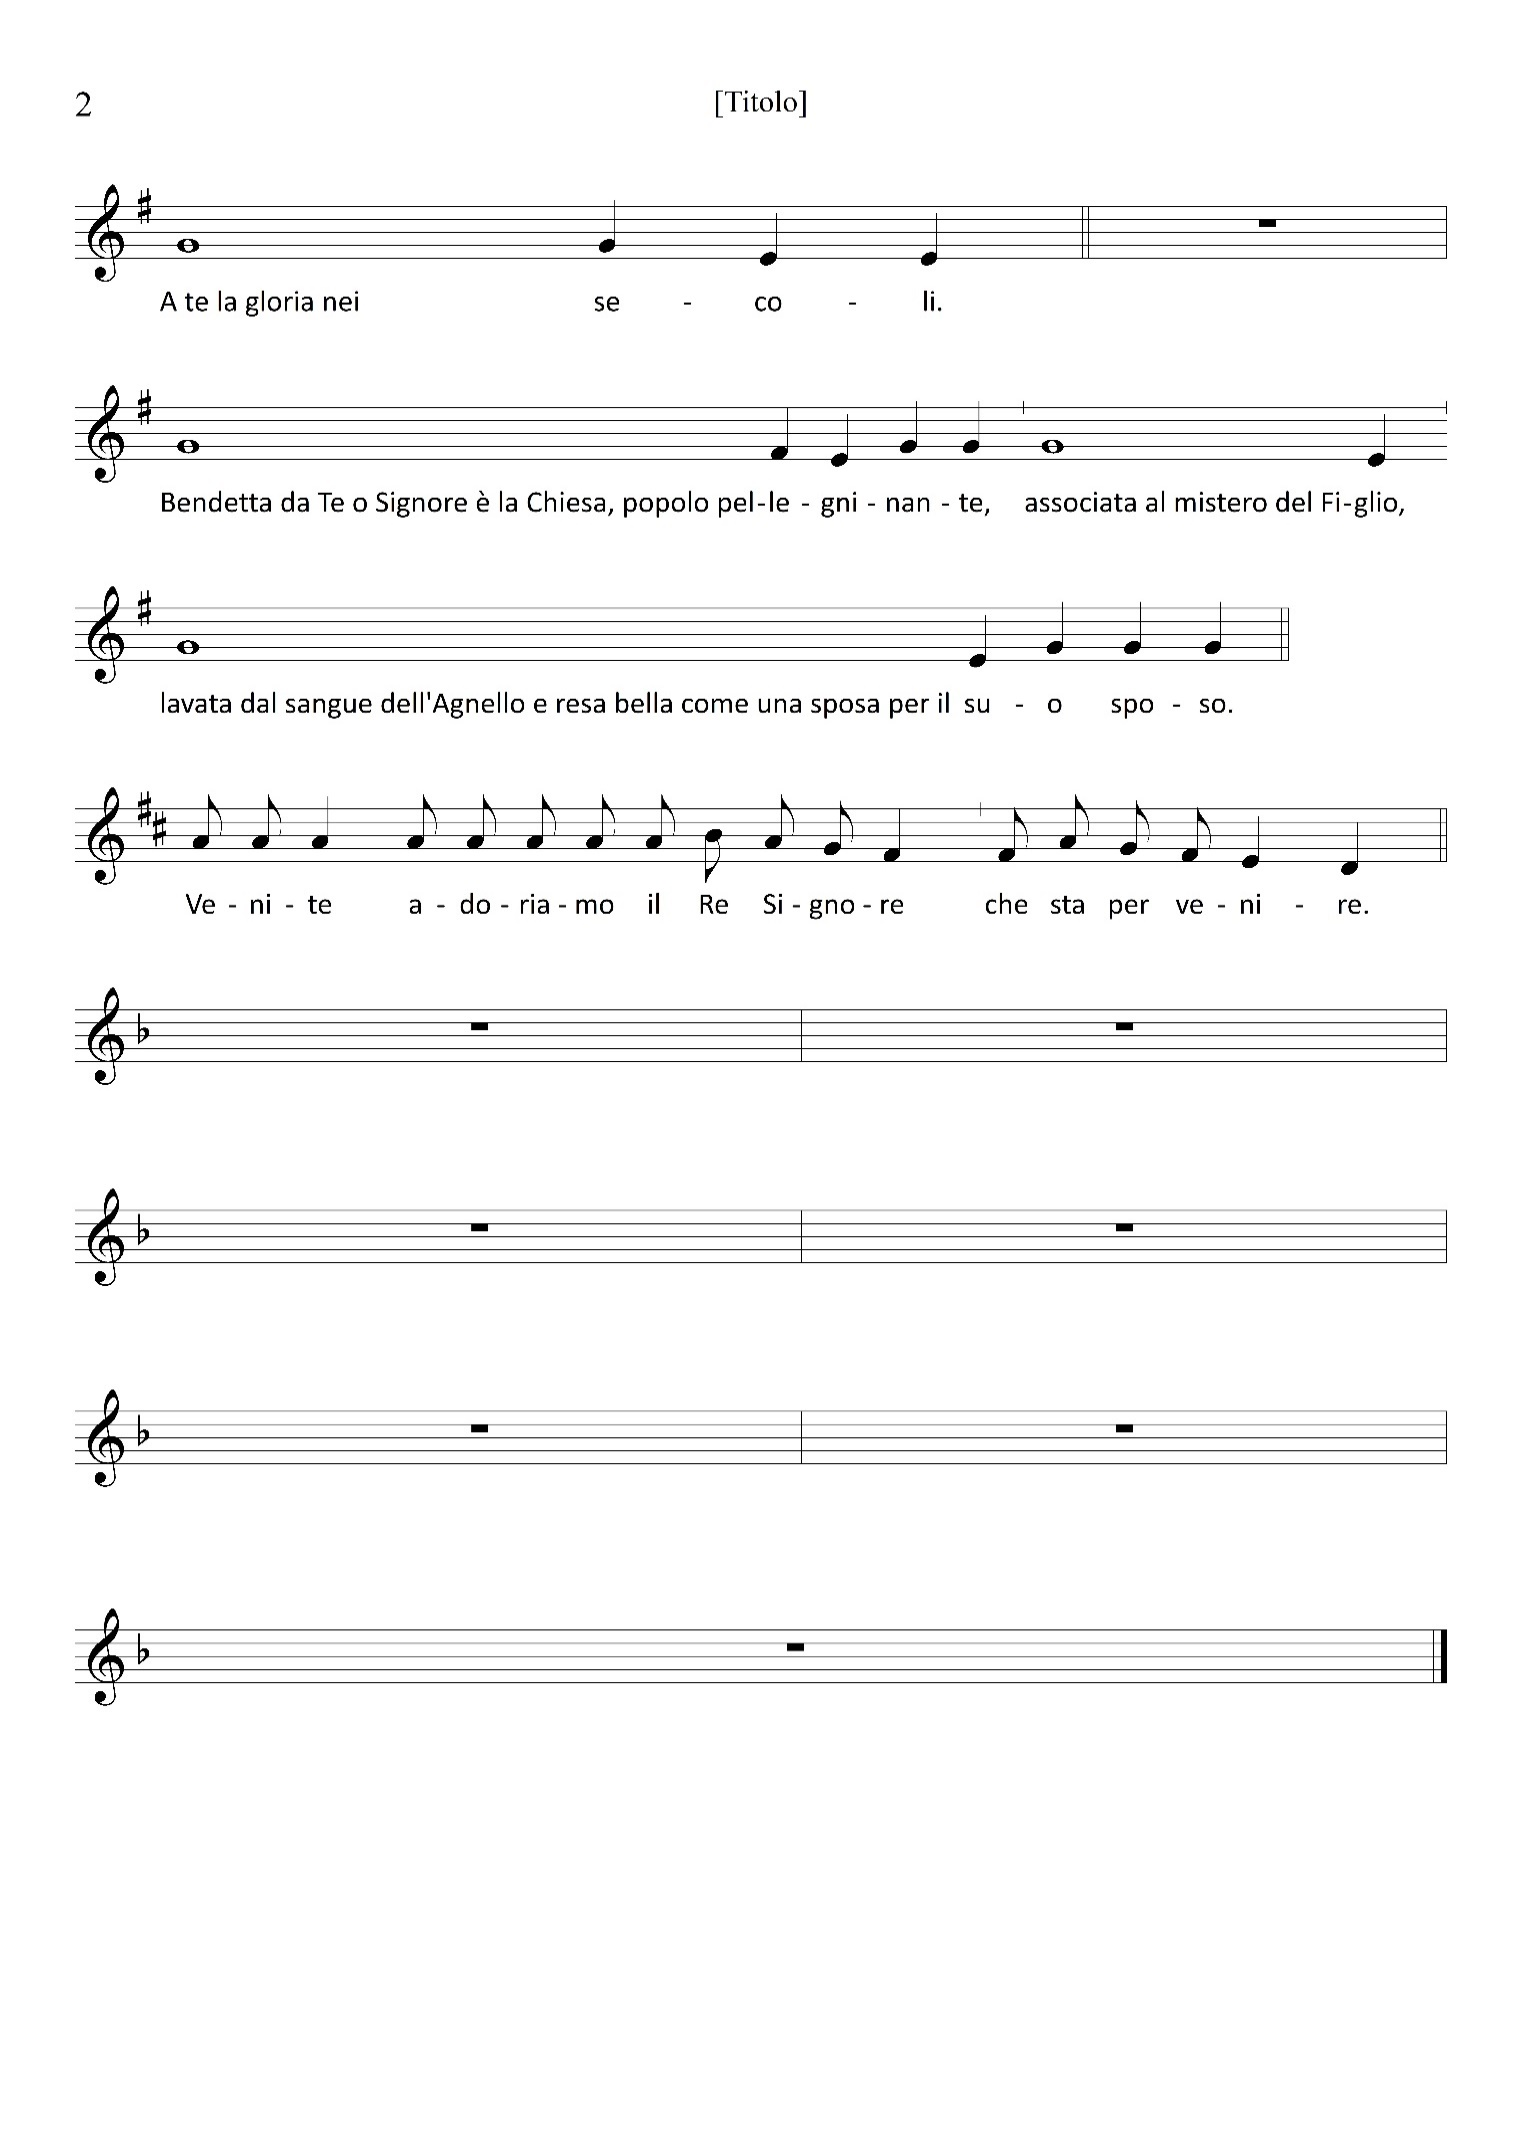 2 [Titolo]
A te la gloria nei se - co - li.
Bendetta da Te o Signore è la Chiesa, popolo pel-le - gni - nan - te, associata al mistero del Fi-glio,
lavata dal sangue dell'Agnello e resa bella come una sposa per il su - o spo - so.
Ve - ni - te a - do - ria - mo il Re Si - gno - re che sta per ve - ni - re.